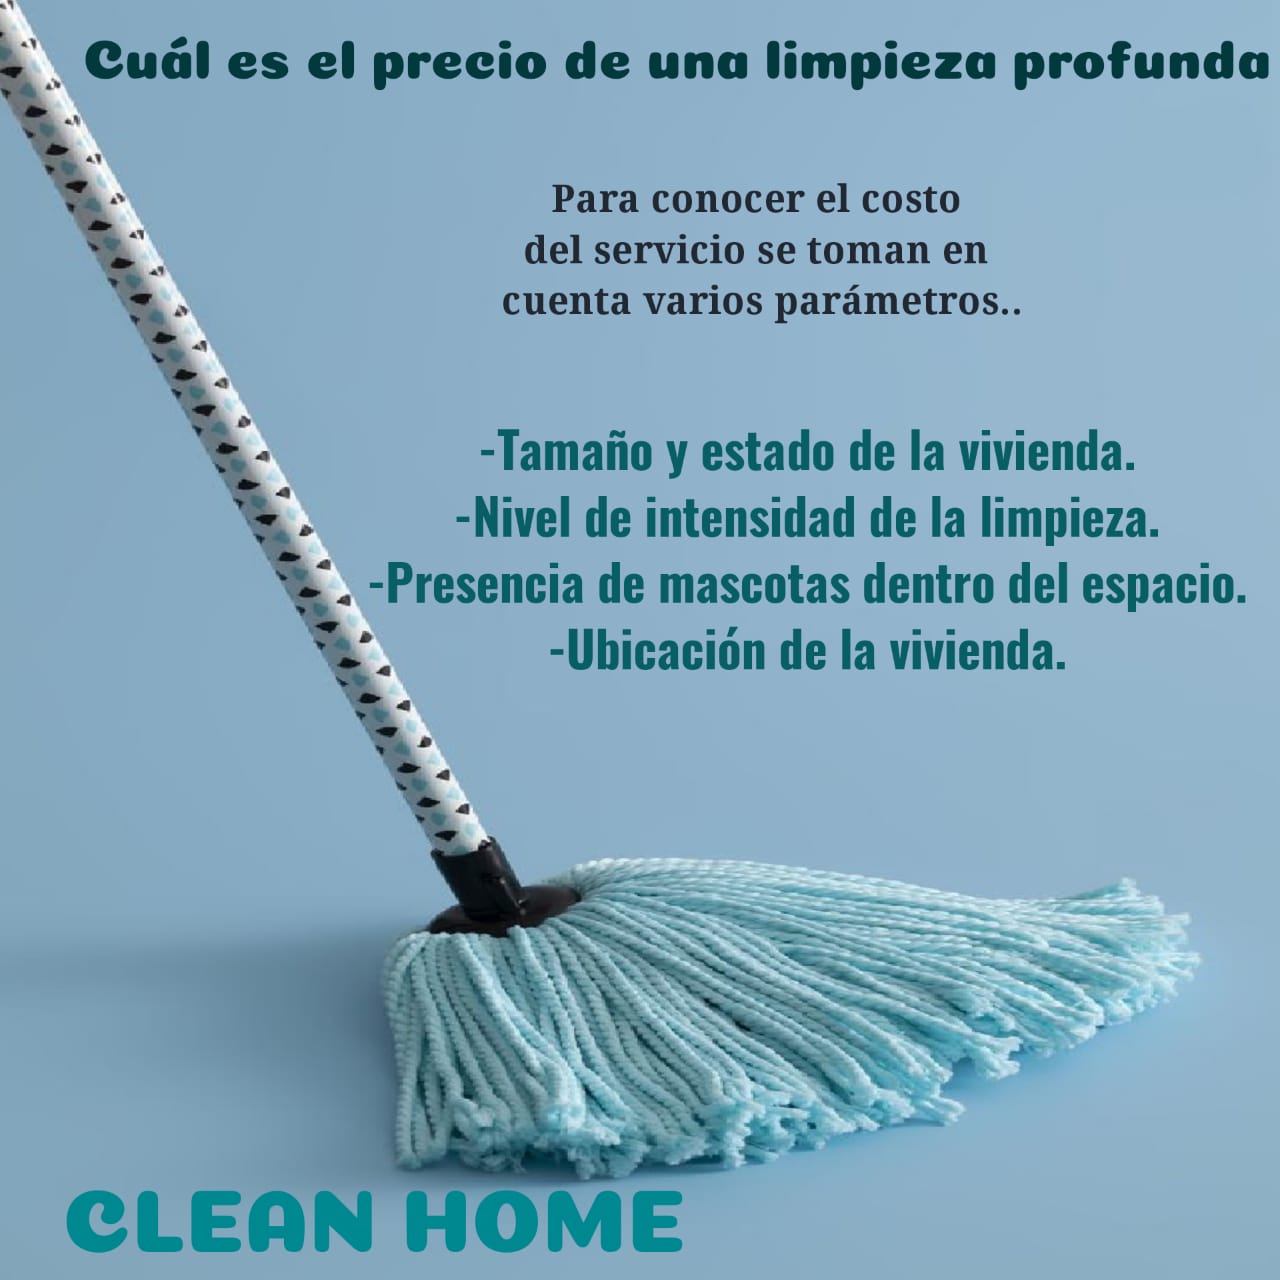 Cuál es el precio de una limpieza profunda
Para conocer el costo
del servicio se toman en
cuenta varios parámetros..
-Tamaño y estado de la vivienda.
-Nivel de intensidad de la limpieza.
-Presencia de mascotas dentro del espacio.
-Ubicación de la vivienda.
CLEAN HOME